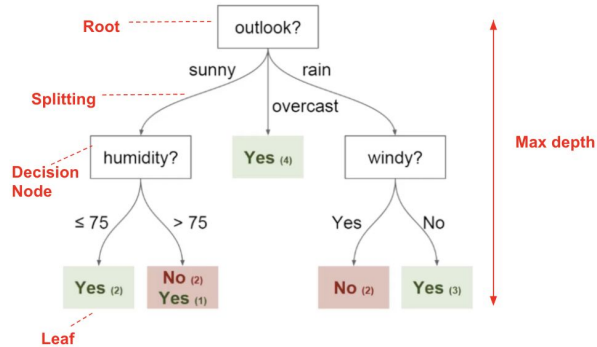 Root
outlook?
sunny
rain
Splitting
overcast
Max depth
humidity?
Yes (4)
windy?
Decision
Node
≤ 75
> 75
Yes
No
Yes (2)
No (2)
Yes (1)
No (2)
Yes (3)
Leaf